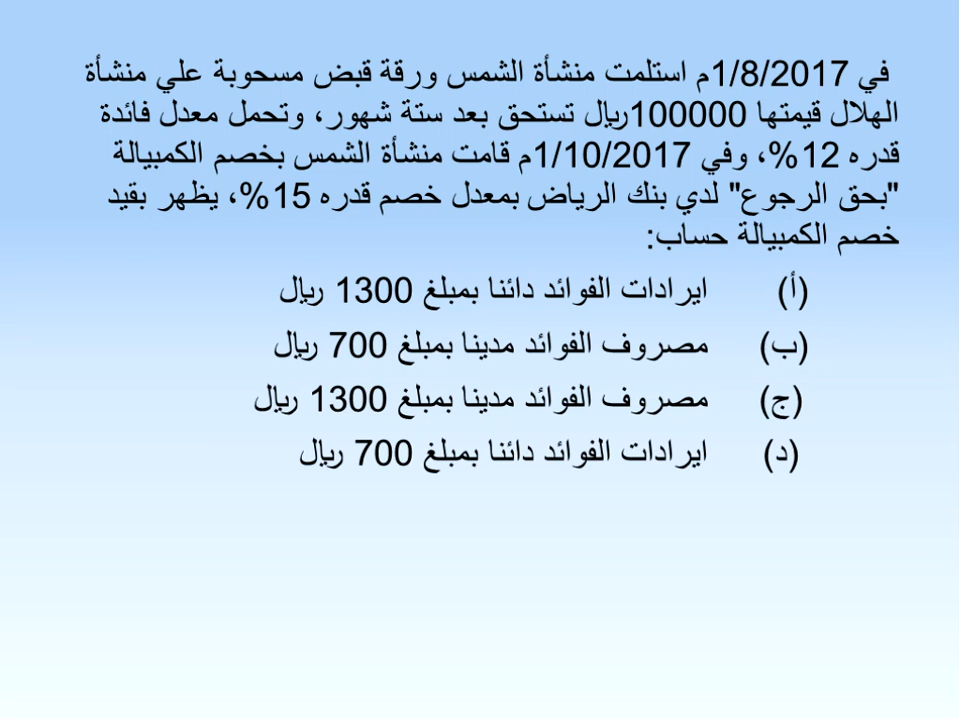 في 1/8/2017م استلمت منشأة الشمس ورقة قبض مسحوبة علي منشأة
الهلال قيمتها 100000ريال تستحق بعد ستة شهور، وتحمل معدل فائدة
قدره 12%، وفي 1/10/2017م قامت منشأة الشمس بخصم الكمبيالة
"بحق الرجوع" لدي بنك الرياض بمعدل خصم قدره 15%، يظهر بقيد
خصم الكمبيالة حساب:
(أ) ايرادات الفوائد دائنا بمبلغ 1300 ريال
(ب) مصروف الفوائد مدينا بمبلغ 700 ريال
(ج) مصروف الفوائد مدينا بمبلغ 1300 ريال
(د) ايرادات الفوائد دائنا بمبلغ 700 ريال